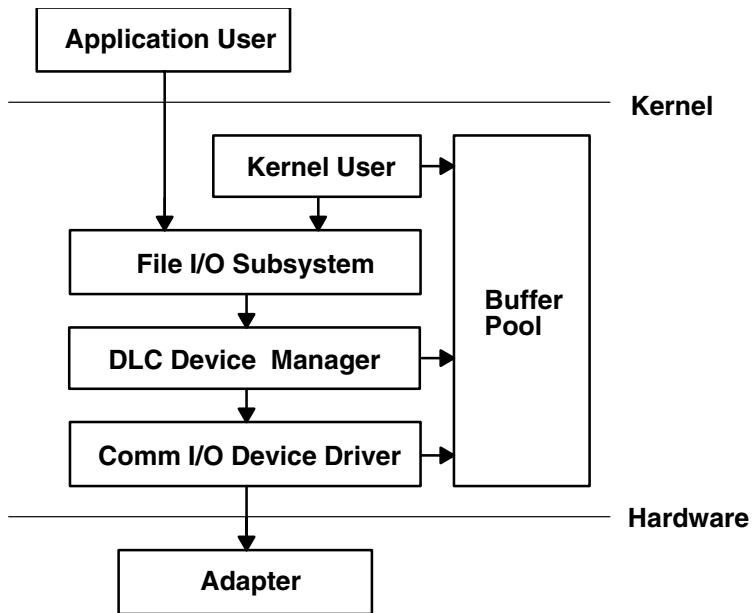 Application User
Kernel
Kernel User
File I/O Subsystem
Buffer
Pool
DLC Device Manager
Comm I/O Device Driver
Hardware
Adapter